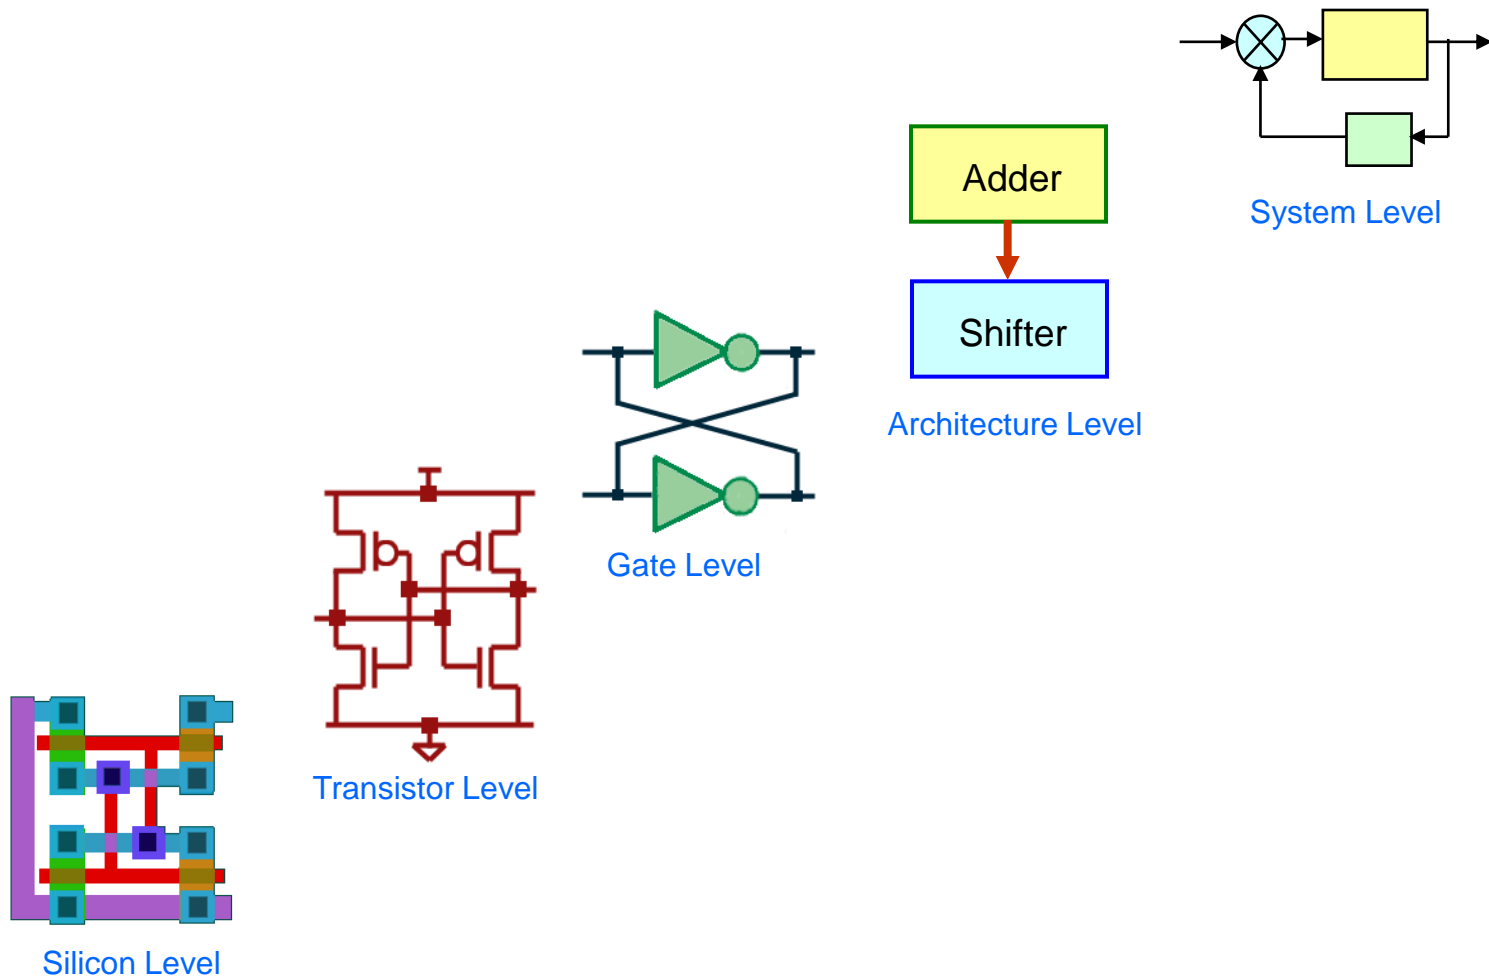 System Level
Adder
Shifter
Architecture Level
Gate Level
Transistor Level
Silicon Level